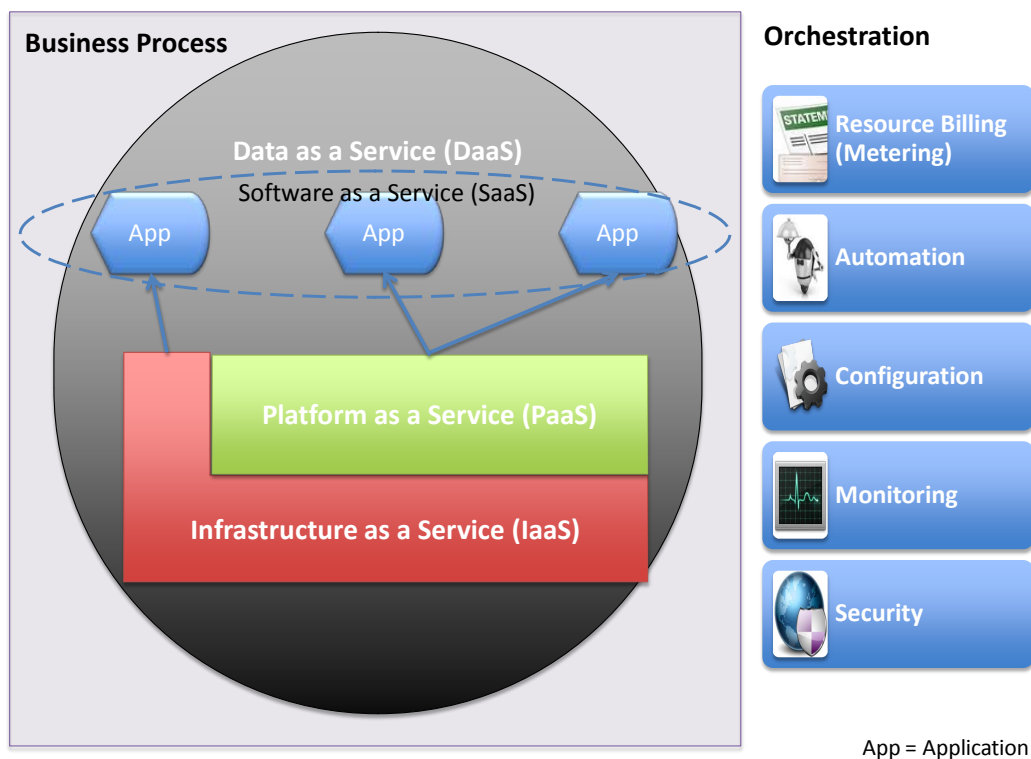 Business Process
Data as a Service (DaaS)
Software as a Service (SaaS)
App
App
App
Platform as a Service (PaaS)
Infrastructure as a Service (IaaS)
Orchestration
STATEM
Resource Billing
(Metering)
Automation
Configuration
Monitoring
Security
App = Application